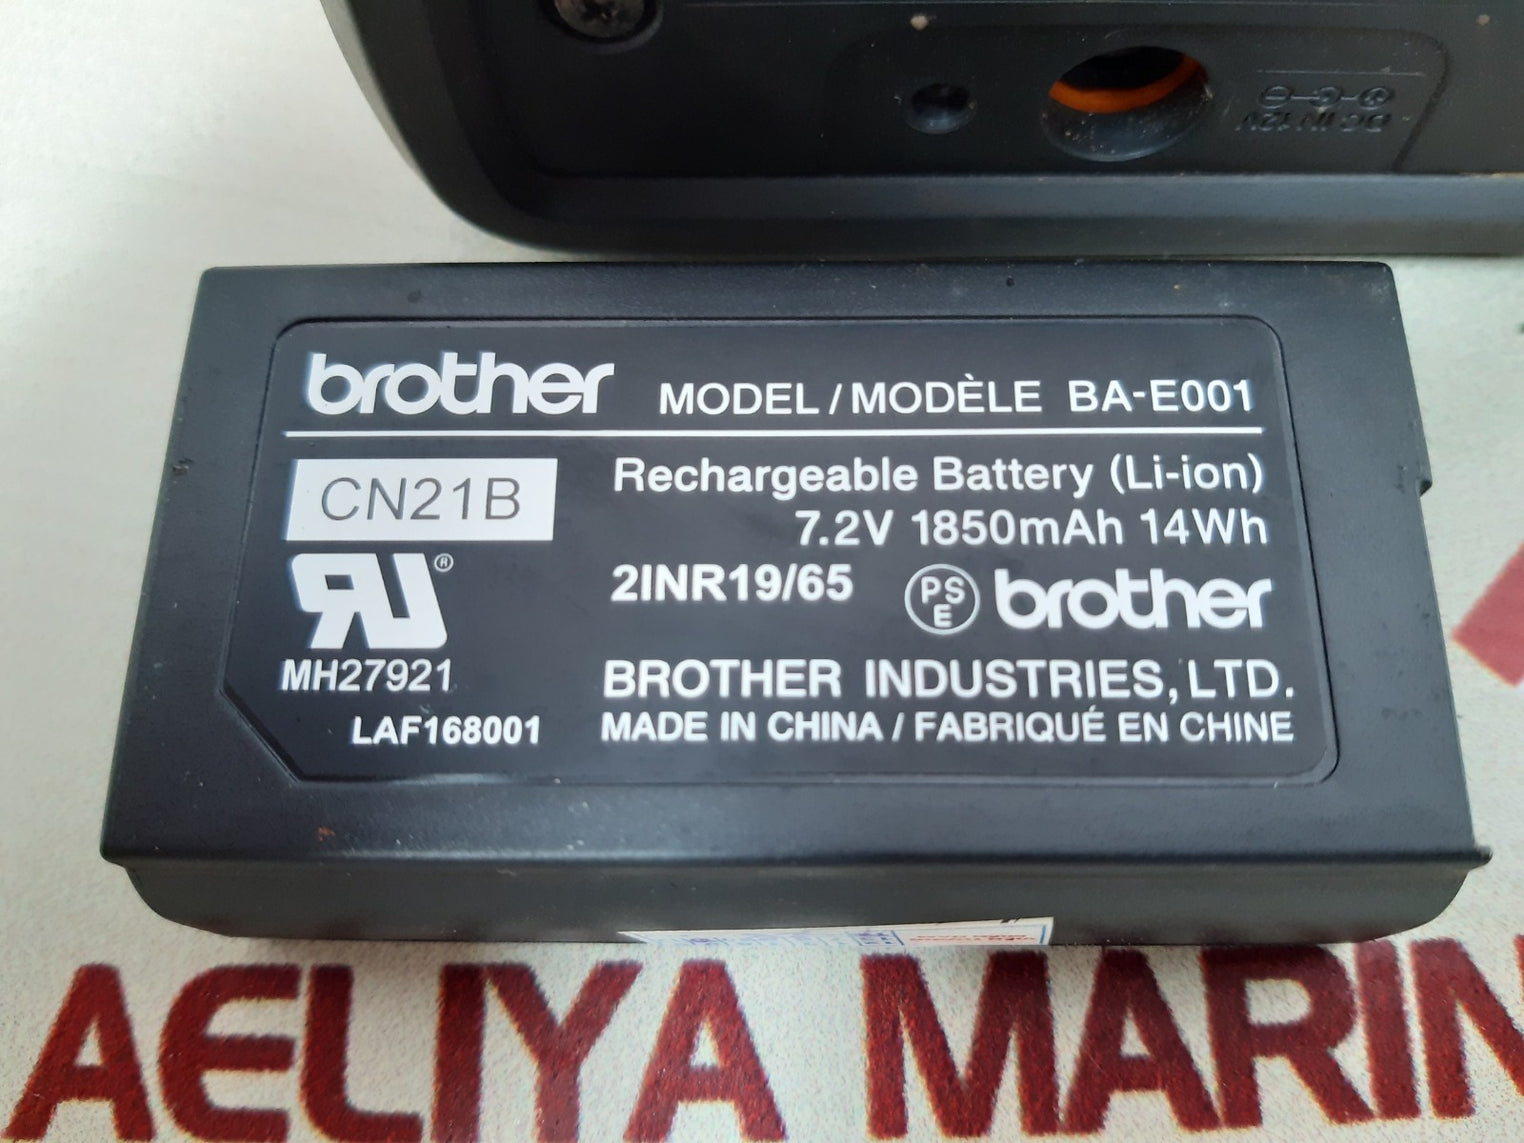 DC IN 12V
brother MODEL / MODÈLE BA-E001
CN21B
Rechargeable Battery (Li-ion)
7.2V 1850mAh 14Wh
2INR19/65 PSE brother
RU®
MH27921
BROTHER INDUSTRIES, LTD.
LAF168001
MADE IN CHINA / FABRIQUÉ EN CHINE
AELIYA MARIN